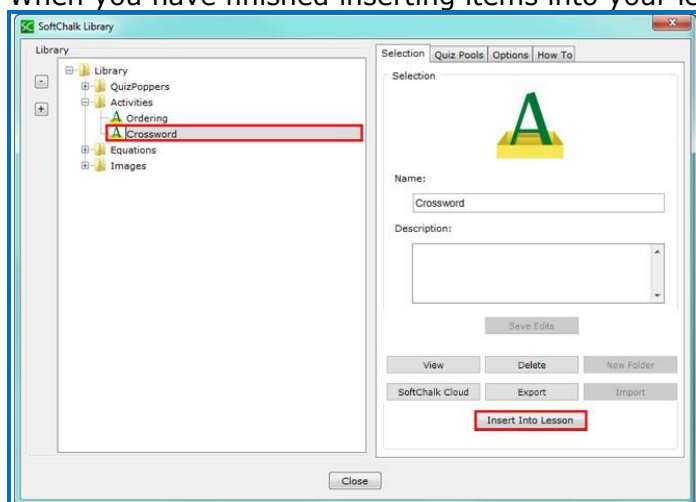 When you have finished inserting items into your le
SC SoftChalk Library
Library
Selection Quiz Pools Options How To
- Library
+ QuizPoppers
- Activities
A Ordering
A Crossword
+ Equations
+ Images
-
+
Selection
A
Name:
Crossword
Description:
Save Edits
View Delete New Folder
SoftChalk Cloud Export Import
Insert Into Lesson
Close